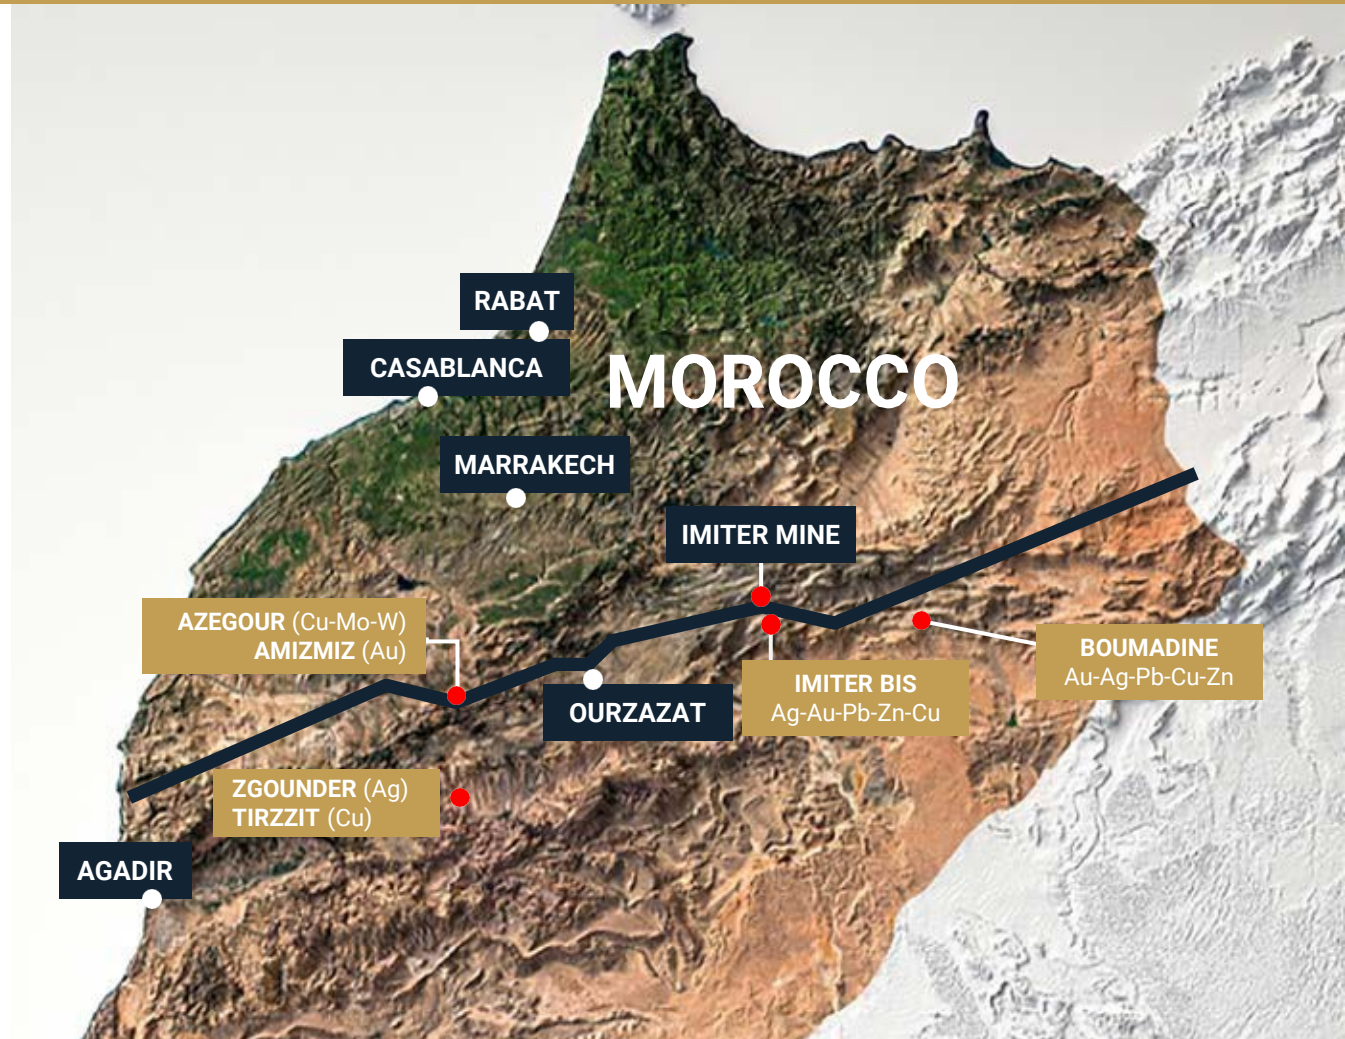 RABAT
CASABLANCA
MOROCCO
MARRAKECH
IMITER MINE
AZEGOUR (Cu-Mo-W)
AMIZMIZ (Au)
BOUMADINE
Au-Ag-Pb-Cu-Zn
IMITER BIS
Ag-Au-Pb-Zn-Cu
OURZAZAT
ZGOUNDER (Ag)
TIRZZIT (Cu)
AGADIR